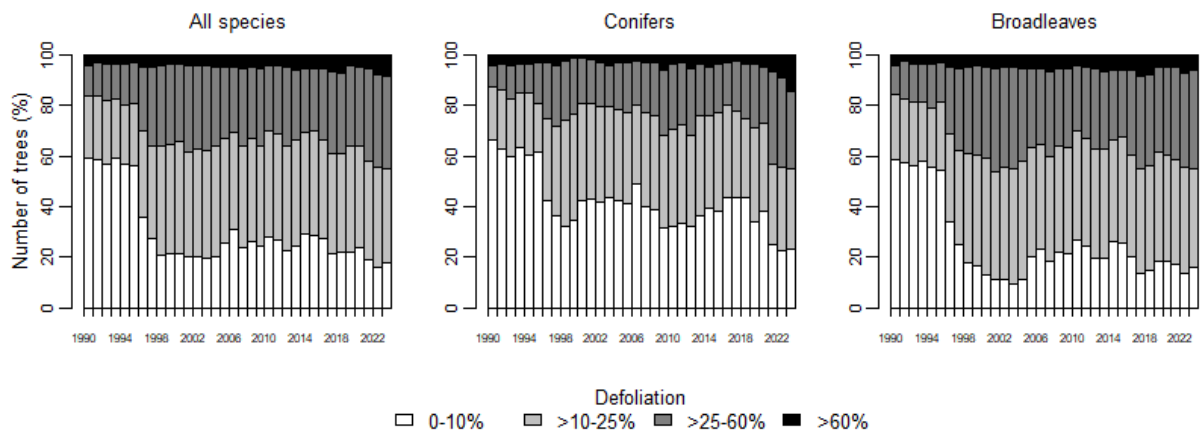 All species
Conifers
Broadleaves
Number of trees (%)
0 20 40 60 80 100
0 20 40 60 80 100
0 20 40 60 80 100
1990 1994 1998 2002 2006 2010 2014 2018 2022
1990 1994 1998 2002 2006 2010 2014 2018 2022
1990 1994 1998 2002 2006 2010 2014 2018 2022
Defoliation
0-10% >10-25% >25-60% >60%